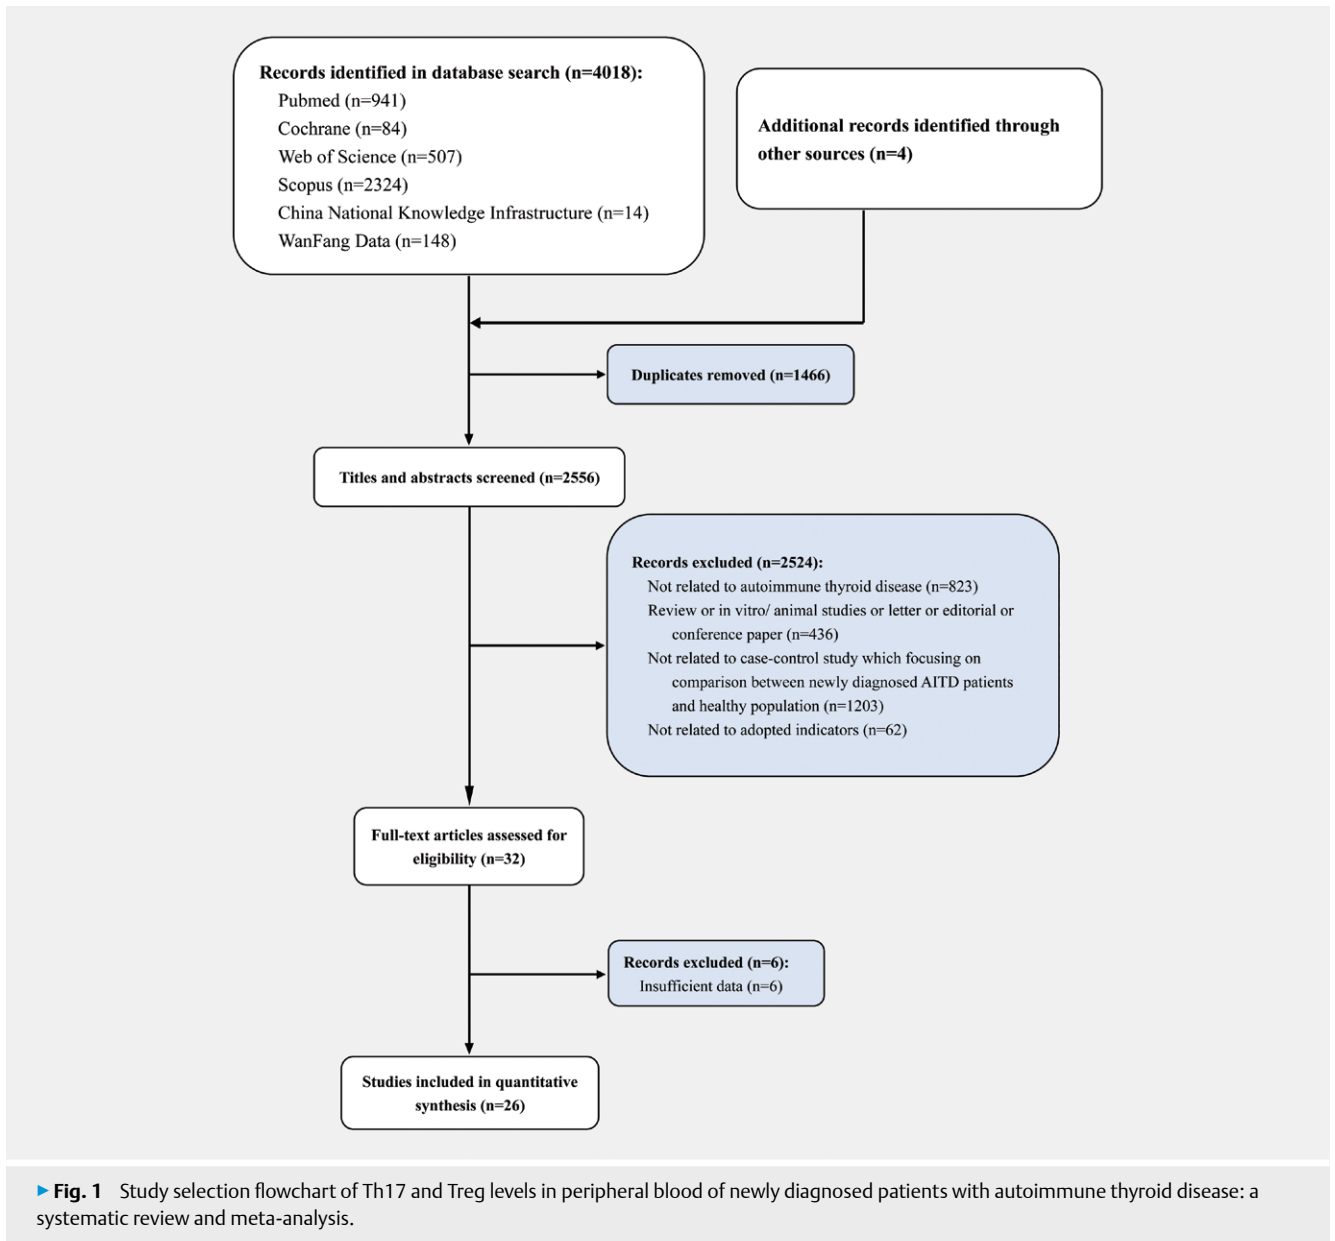 Records identified in database search (n=4018):
Pubmed (n=941)
Cochrane (n=84)
Web of Science (n=507)
Scopus (n=2324)
China National Knowledge Infrastructure (n=14)
WanFang Data (n=148)
Additional records identified through
other sources (n=4)
Duplicates removed (n=1466)
Titles and abstracts screened (n=2556)
Records excluded (n=2524):
Not related to autoimmune thyroid disease (n=823)
Review or in vitro/ animal studies or letter or editorial or
conference paper (n=436)
Not related to case-control study which focusing on
comparison between newly diagnosed AITD patients
and healthy population (n=1203)
Not related to adopted indicators (n=62)
Full-text articles assessed for
eligibility (n=32)
Records excluded (n=6):
Insufficient data (n=6)
Studies included in quantitative
synthesis (n=26)
▶ Fig. 1 Study selection flowchart of Th17 and Treg levels in peripheral blood of newly diagnosed patients with autoimmune thyroid disease: a
systematic review and meta-analysis.